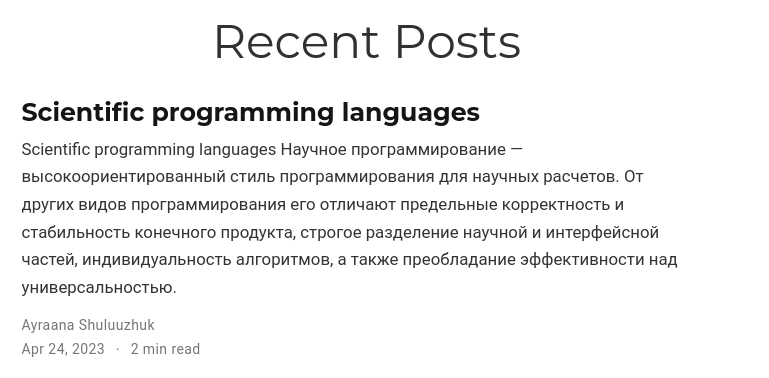 Recent Posts
Scientific programming languages
Scientific programming languages Научное программирование —
высокоориентированный стиль программирования для научных расчетов. От
других видов программирования его отличают предельные корректность и
стабильность конечного продукта, строгое разделение научной и интерфейсной
частей, индивидуальность алгоритмов, а также преобладание эффективности над
универсальностью.
Ayraana Shuluuzhuk
Apr 24, 2023 · 2 min read